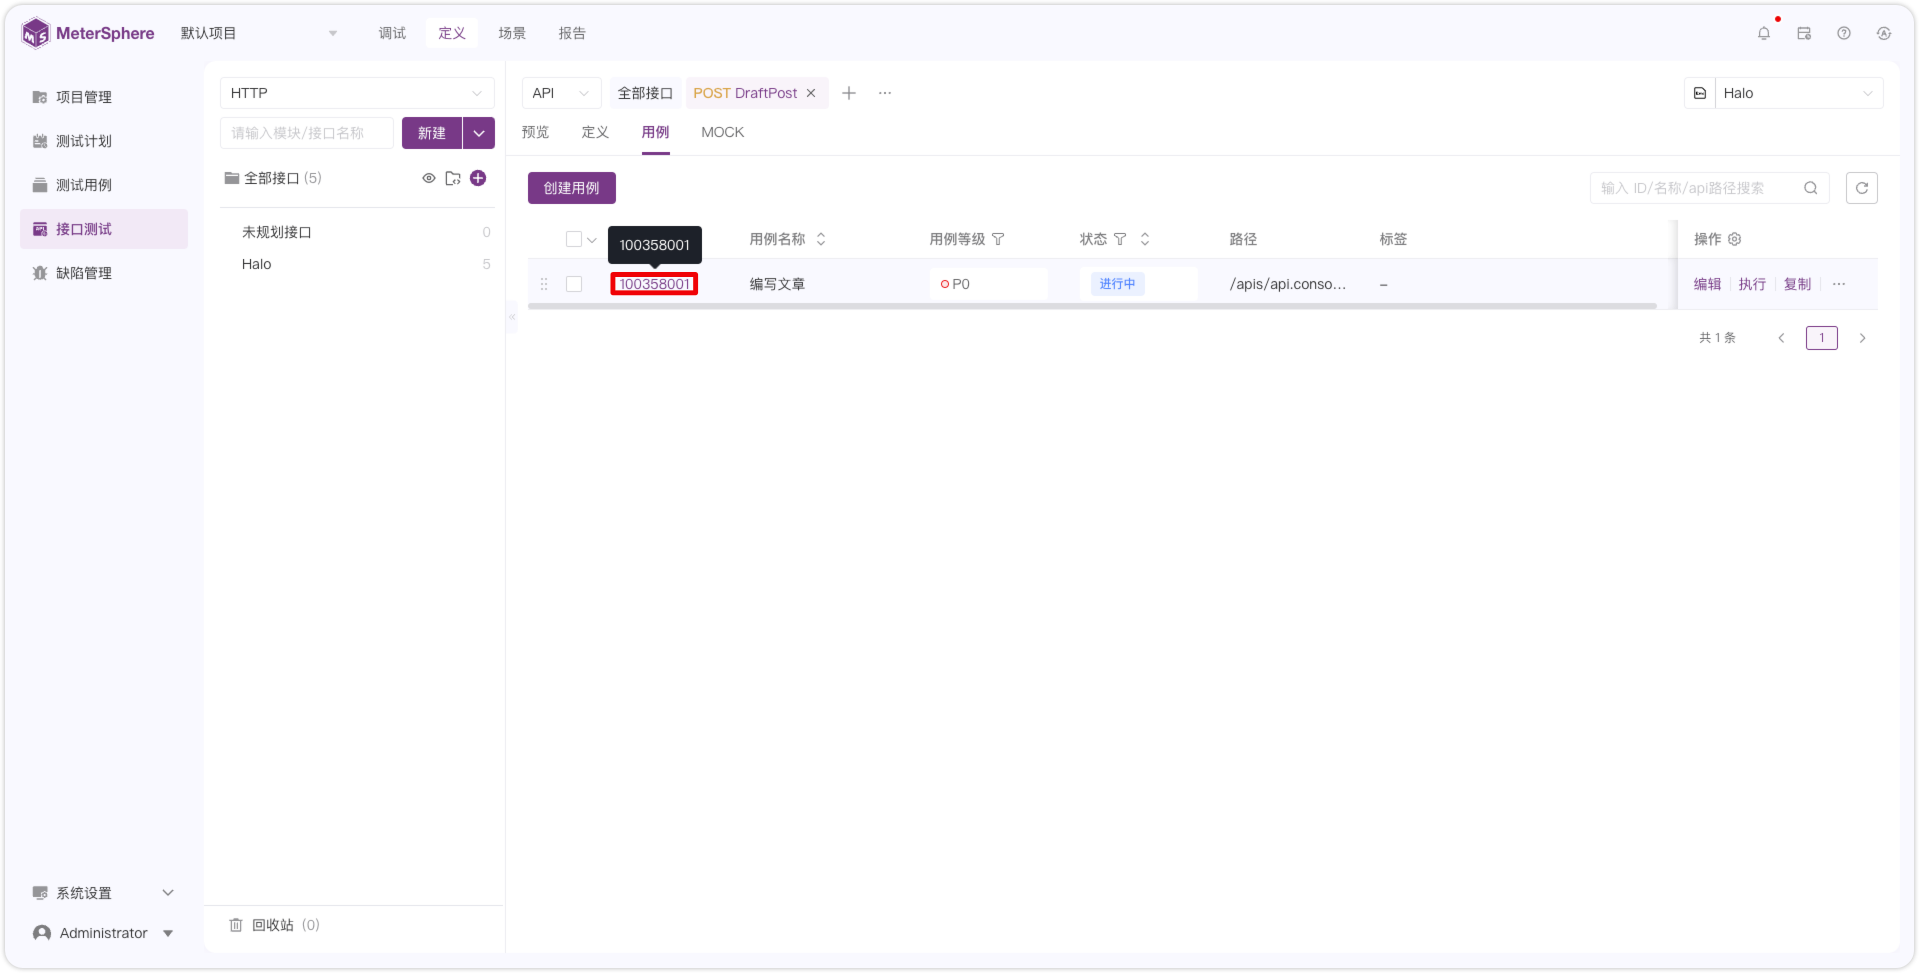 MeterSphere 默认项目 调试 定义 场景 报告
项目管理
测试计划
测试用例
接口测试
缺陷管理
系统设置
Administrator
HTTP
请输入模块/接口名称 新建
全部接口 (5)
未规划接口 0
Halo 5
回收站 (0)
API 全部接口 POST DraftPost Halo
预览 定义 用例 MOCK
创建用例 输入 ID/名称/api路径搜索
100358001 用例名称 用例等级 状态 路径 标签 操作
100358001 编写文章 P0 进行中 /apis/api.conso... – 编辑 执行 复制 ...
共 1 条 1